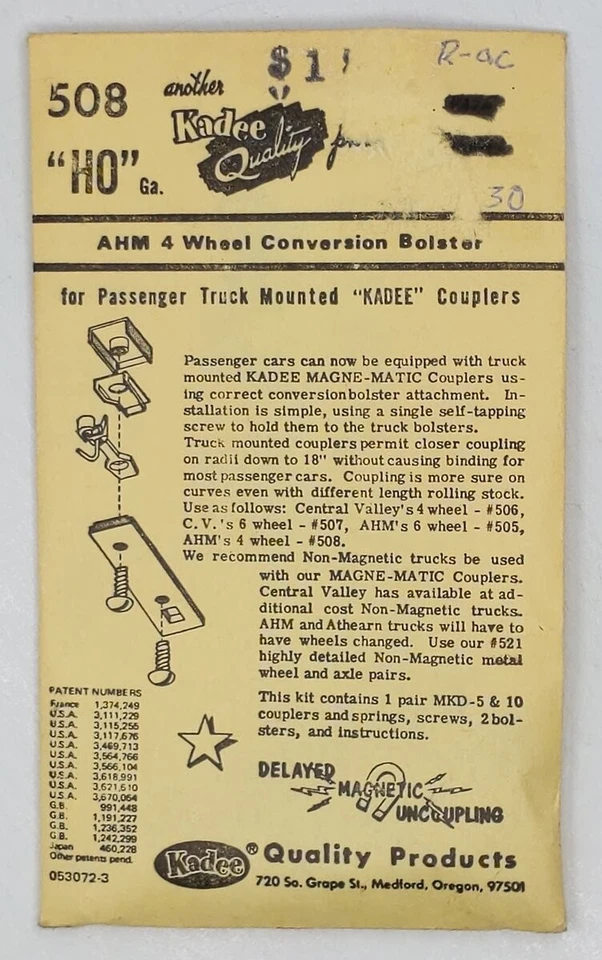 $1
R-ac
508
another
Kadee
Quality
"HO" Ga.
30
AHM 4 Wheel Conversion Bolster
for Passenger Truck Mounted "KADEE" Couplers
Passenger cars can now be equipped with truck
mounted KADEE MAGNE-MATIC Couplers us-
ing correct conversion bolster attachment. In-
stallation is simple, using a single self-tapping
screw to hold them to the truck bolsters.
Truck mounted couplers permit closer coupling
on radii down to 18" without causing binding for
most passenger cars. Coupling is more sure on
curves even with different length rolling stock.
Use as follows: Central Valley's 4 wheel - #506,
C.V.'s 6 wheel - #507, AHM's 6 wheel - #505,
AHM's 4 wheel - #508.
We recommend Non-Magnetic trucks be used
with our MAGNE-MATIC Couplers.
Central Valley has available at ad-
ditional cost Non-Magnetic trucks.
AHM and Athearn trucks will have to
have wheels changed. Use our #521
highly detailed Non-Magnetic metal
wheel and axle pairs.
This kit contains 1 pair MKD-5 & 10
couplers and springs, screws, 2 bol-
sters, and instructions.
PATENT NUMBERS
France 1,374,249
U.S.A. 3,111,229
U.S.A. 3,115,255
U.S.A. 3,117,676
U.S.A. 3,469,713
U.S.A. 3,564,766
U.S.A. 3,566,104
U.S.A. 3,618,991
U.S.A. 3,621,610
U.S.A. 3,670,064
G.B. 991,448
G.B. 1,191,227
G.B. 1,236,352
G.B. 1,242,299
Japan 460,228
Other patents pend.
053072-3
DELAYED
MAGNETIC
UNCOUPLING
Kadee® Quality Products
720 So. Grape St., Medford, Oregon, 97501